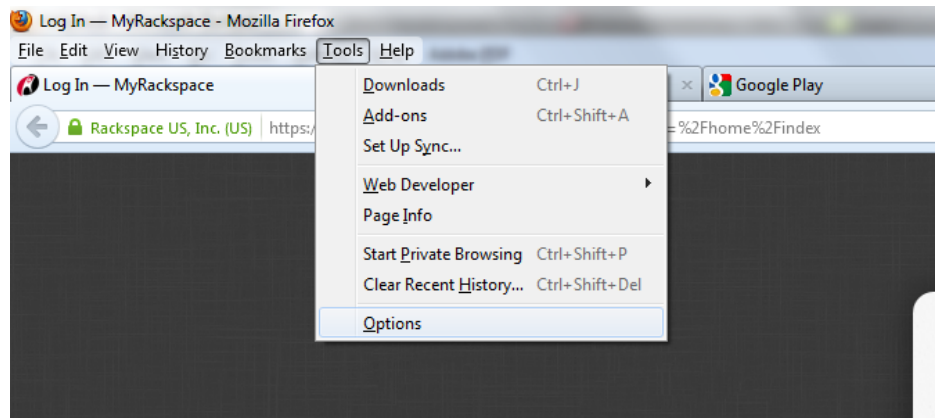 Log In — MyRackspace - Mozilla Firefox
File Edit View History Bookmarks Tools Help
Log In — MyRackspace × Google Play
Rackspace US, Inc. (US) https:/ =%2Fhome%2Findex
Downloads Ctrl+J
Add-ons Ctrl+Shift+A
Set Up Sync...
Web Developer
Page Info
Start Private Browsing Ctrl+Shift+P
Clear Recent History... Ctrl+Shift+Del
Options